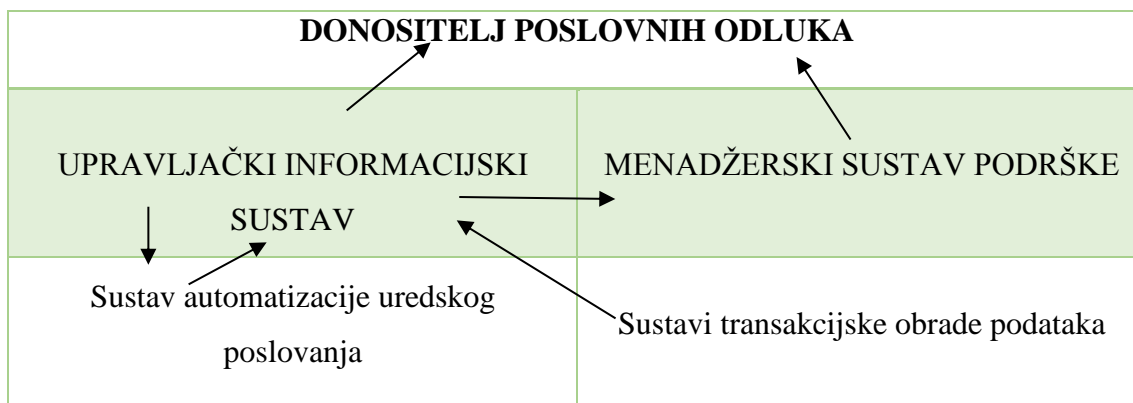 DONOSITELJ POSLOVNIH ODLUKA
UPRAVLJAČKI INFORMACIJSKI
SUSTAV
MENADŽERSKI SUSTAV PODRŠKE
Sustav automatizacije uredskog
poslovanja
Sustavi transakcijske obrade podataka